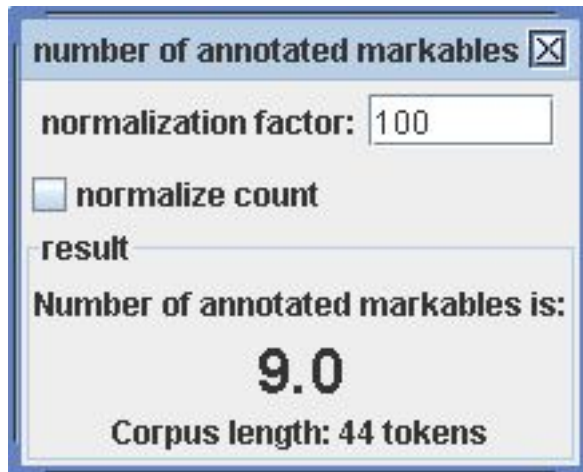 number of annotated markables
normalization factor: 100
normalize count
result
Number of annotated markables is:
9.0
Corpus length: 44 tokens